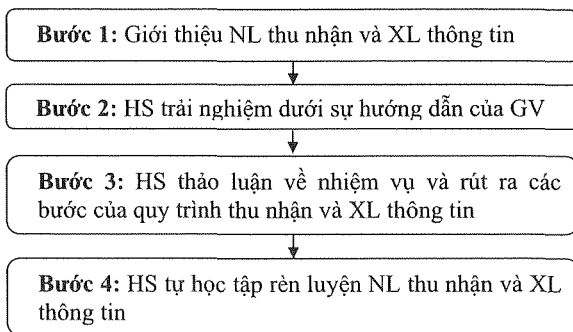 Bước 1: Giới thiệu NL thu nhận và XL thông tin
Bước 2: HS trải nghiệm dưới sự hướng dẫn của GV
Bước 3: HS thảo luận về nhiệm vụ và rút ra các
bước của quy trình thu nhận và XL thông tin
Bước 4: HS tự học tập rèn luyện NL thu nhận và XL
thông tin